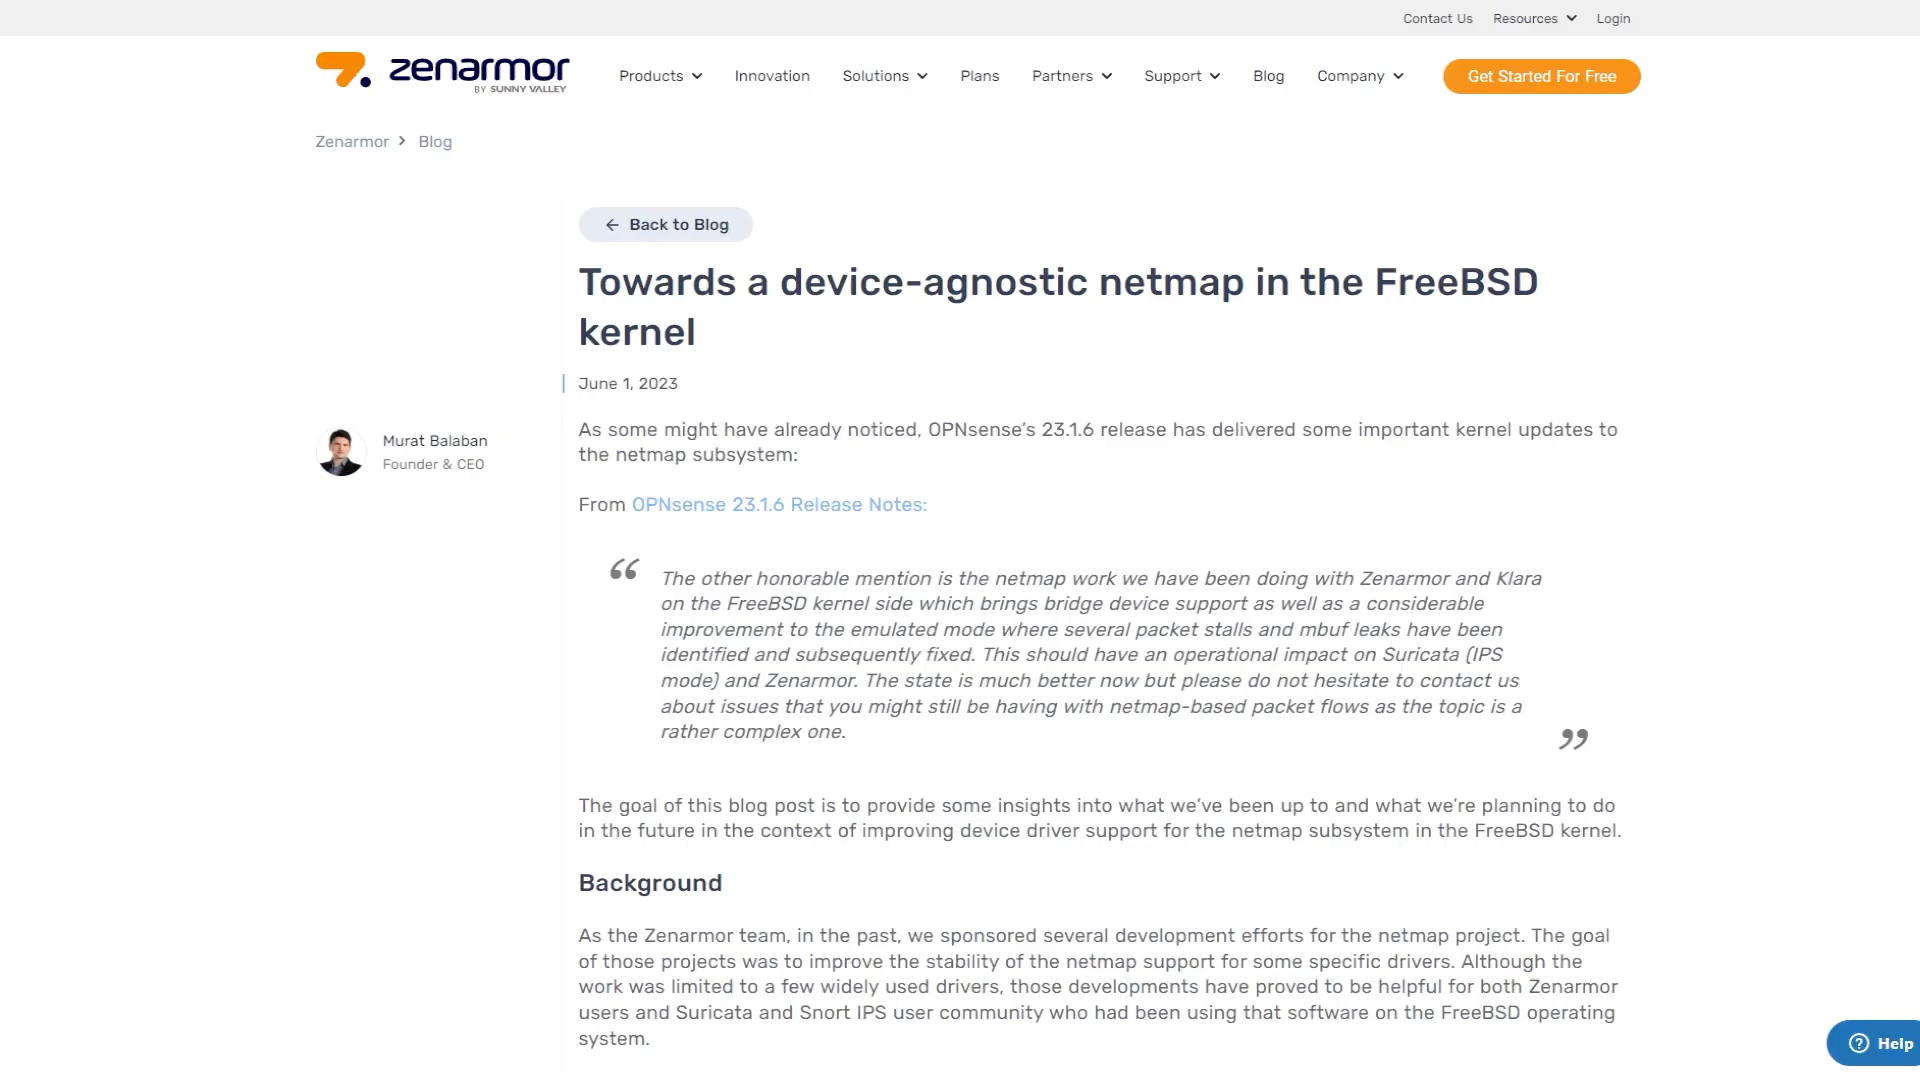 Contact Us Resources Login
zenarmor
BY SUNNY VALLEY
Products Innovation Solutions Plans Partners Support Blog Company Get Started For Free
Zenarmor > Blog
← Back to Blog
Towards a device-agnostic netmap in the FreeBSD
kernel
June 1, 2023
Murat Balaban
Founder & CEO
As some might have already noticed, OPNsense’s 23.1.6 release has delivered some important kernel updates to
the netmap subsystem:
From OPNsense 23.1.6 Release Notes:
“ The other honorable mention is the netmap work we have been doing with Zenarmor and Klara
on the FreeBSD kernel side which brings bridge device support as well as a considerable
improvement to the emulated mode where several packet stalls and mbuf leaks have been
identified and subsequently fixed. This should have an operational impact on Suricata (IPS
mode) and Zenarmor. The state is much better now but please do not hesitate to contact us
about issues that you might still be having with netmap-based packet flows as the topic is a
rather complex one. ”
The goal of this blog post is to provide some insights into what we’ve been up to and what we’re planning to do
in the future in the context of improving device driver support for the netmap subsystem in the FreeBSD kernel.
Background
As the Zenarmor team, in the past, we sponsored several development efforts for the netmap project. The goal
of those projects was to improve the stability of the netmap support for some specific drivers. Although the
work was limited to a few widely used drivers, those developments have proved to be helpful for both Zenarmor
users and Suricata and Snort IPS user community who had been using that software on the FreeBSD operating
system.
? Help